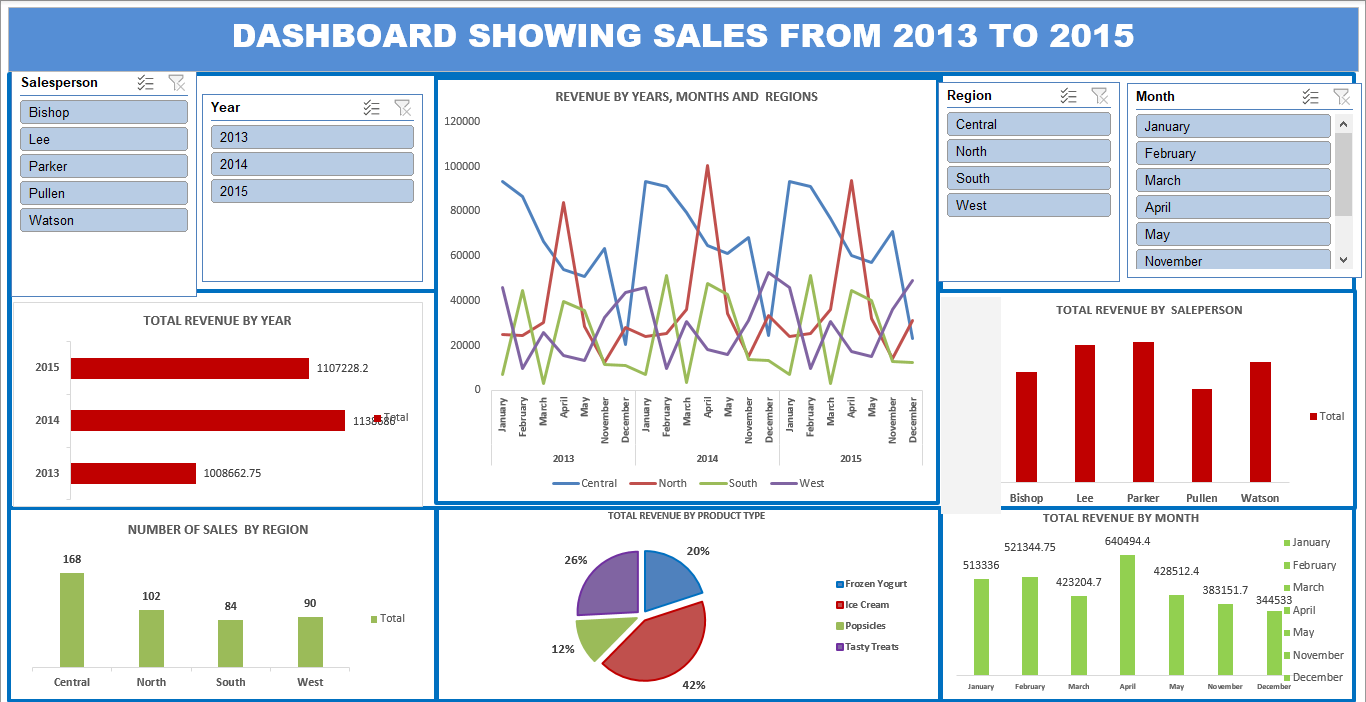 DASHBOARD SHOWING SALES FROM 2013 TO 2015
Salesperson
Bishop
Lee
Parker
Pullen
Watson
Year
2013
2014
2015
REVENUE BY YEARS, MONTHS AND REGIONS
120000
100000
80000
60000
40000
20000
0
January
February
March
April
May
November
December
January
February
March
April
May
November
December
January
February
March
April
May
November
December
2013
2014
2015
Central North South West
Region
Central
North
South
West
Month
January
February
March
April
May
November
TOTAL REVENUE BY YEAR
2015 1107228.2
2014 1138686 Total
2013 1008662.75
TOTAL REVENUE BY SALEPERSON
Total
Bishop Lee Parker Pullen Watson
NUMBER OF SALES BY REGION
168
102
84
90
Total
Central North South West
TOTAL REVENUE BY PRODUCT TYPE
20%
42%
12%
26%
Frozen Yogurt
Ice Cream
Popsicles
Tasty Treats
TOTAL REVENUE BY MONTH
513336
521344.75
423204.7
640494.4
428512.4
383151.7
344533
January February March April May November December
January
February
March
April
May
November
December